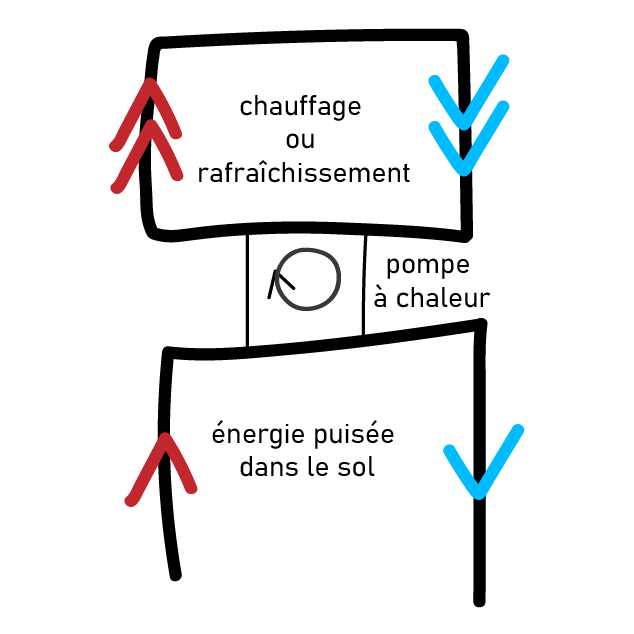 chauffage
ou
rafraîchissement
pompe
à chaleur
énergie puisée
dans le sol